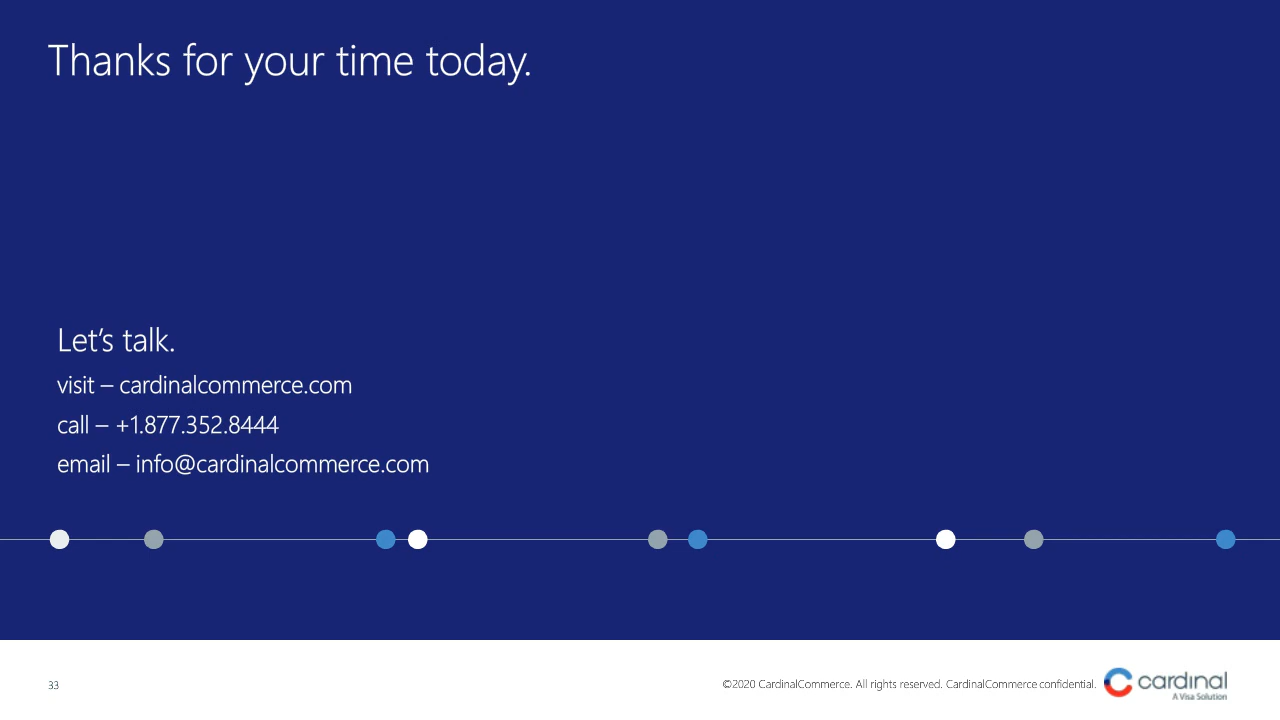 Thanks for your time today.
Let’s talk.
visit – cardinalcommerce.com
call – +1.877.352.8444
email – info@cardinalcommerce.com
33
©2020 CardinalCommerce. All rights reserved. CardinalCommerce confidential.
cardinal
A Visa Solution